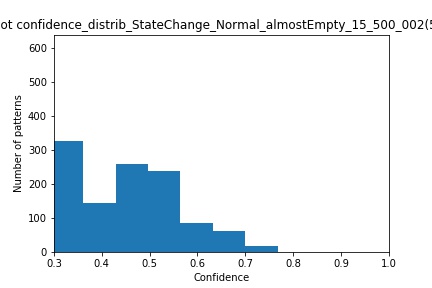 ot confidence_distrib_StateChange_Normal_almostEmpty_15_500_002(5
600
500
400
300
200
100
0
Number of patterns
0.3 0.4 0.5 0.6 0.7 0.8 0.9 1.0
Confidence